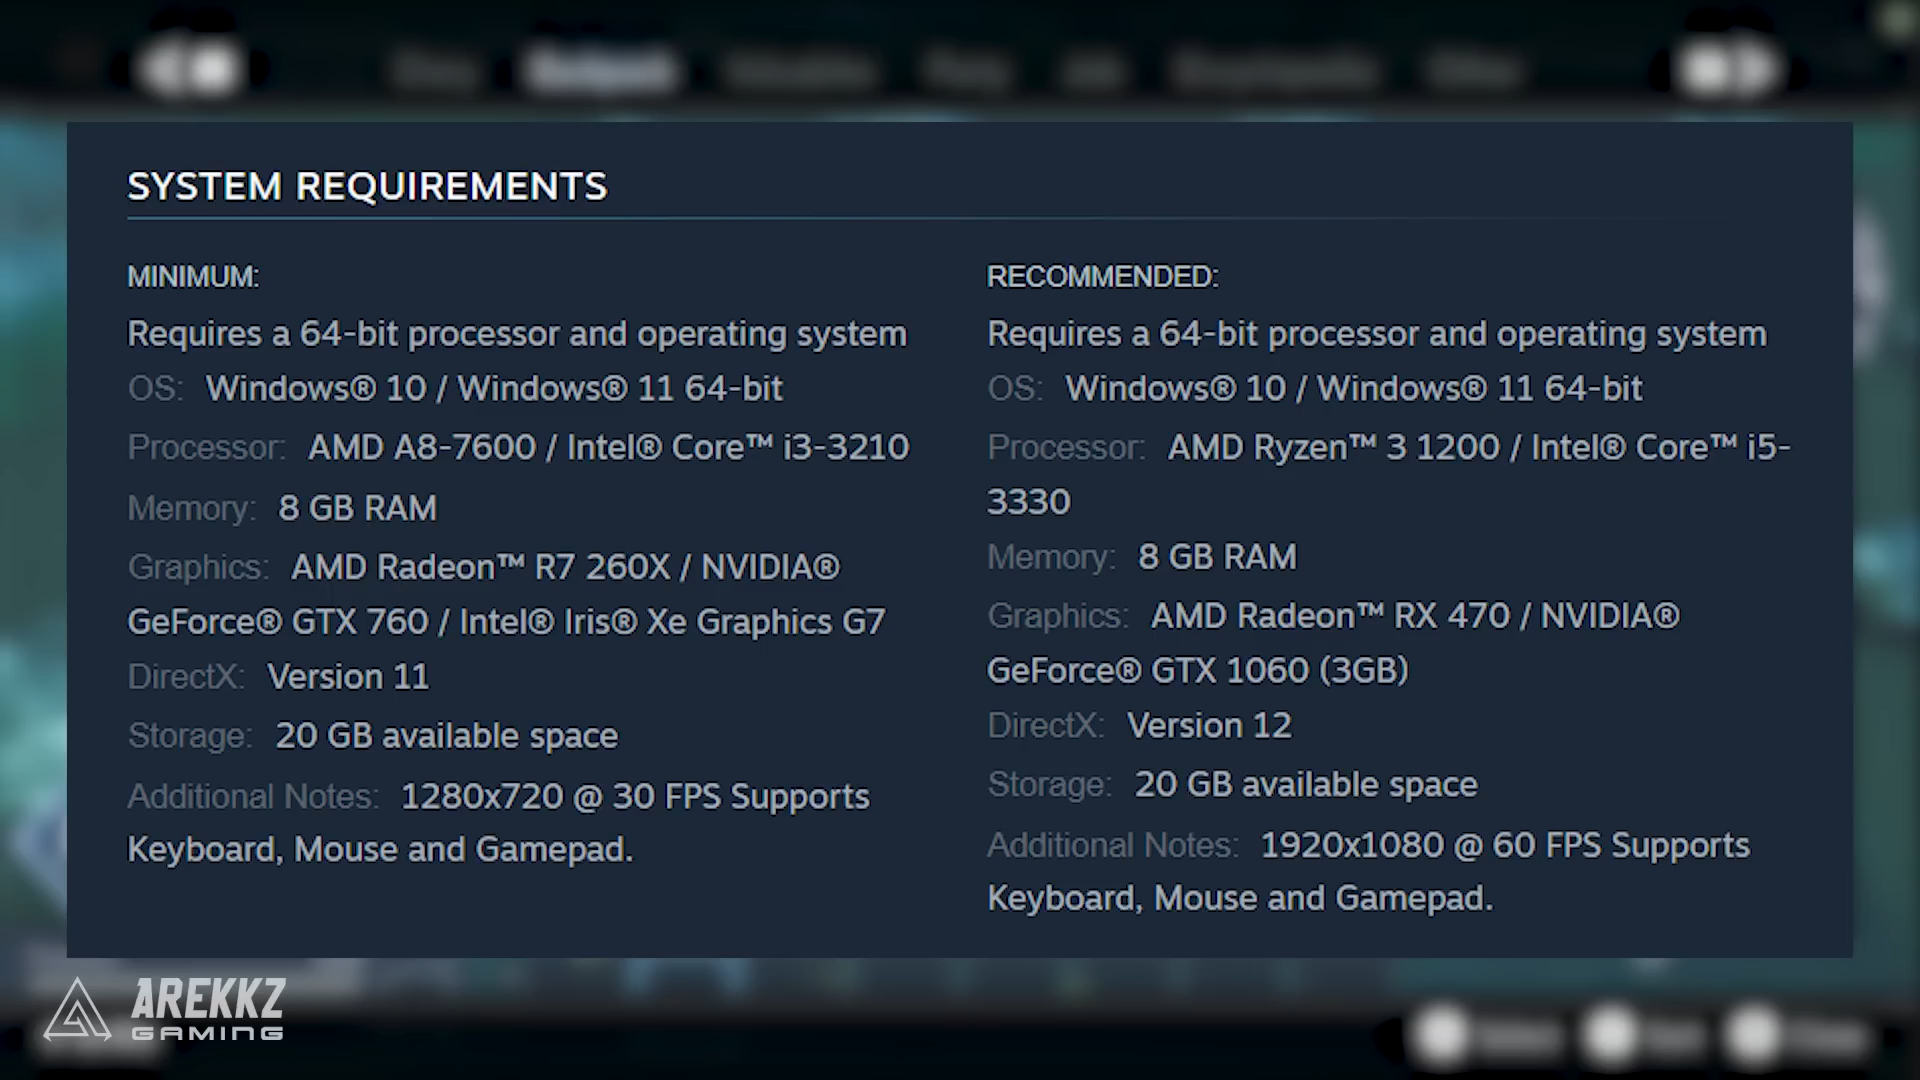 SYSTEM REQUIREMENTS
MINIMUM:
Requires a 64-bit processor and operating system
OS: Windows® 10 / Windows® 11 64-bit
Processor: AMD A8-7600 / Intel® Core™ i3-3210
Memory: 8 GB RAM
Graphics: AMD Radeon™ R7 260X / NVIDIA®
GeForce® GTX 760 / Intel® Iris® Xe Graphics G7
DirectX: Version 11
Storage: 20 GB available space
Additional Notes: 1280x720 @ 30 FPS Supports
Keyboard, Mouse and Gamepad.
RECOMMENDED:
Requires a 64-bit processor and operating system
OS: Windows® 10 / Windows® 11 64-bit
Processor: AMD Ryzen™ 3 1200 / Intel® Core™ i5-
3330
Memory: 8 GB RAM
Graphics: AMD Radeon™ RX 470 / NVIDIA®
GeForce® GTX 1060 (3GB)
DirectX: Version 12
Storage: 20 GB available space
Additional Notes: 1920x1080 @ 60 FPS Supports
Keyboard, Mouse and Gamepad.
AREKKZ
GAMING